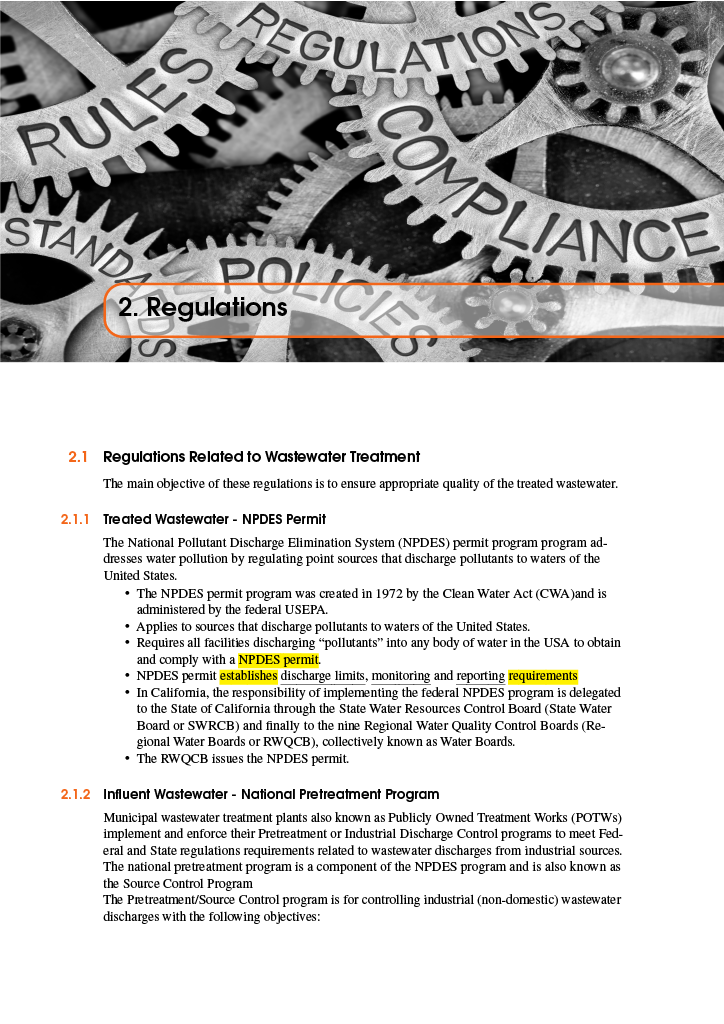 RULES
REGULATIONS
COMPLIANCE
STANDARDS
POLICIES
2. Regulations
2.1 Regulations Related to Wastewater Treatment
The main objective of these regulations is to ensure appropriate quality of the treated wastewater.
2.1.1 Treated Wastewater - NPDES Permit
The National Pollutant Discharge Elimination System (NPDES) permit program program ad-
dresses water pollution by regulating point sources that discharge pollutants to waters of the
United States.
• The NPDES permit program was created in 1972 by the Clean Water Act (CWA)and is
administered by the federal USEPA.
• Applies to sources that discharge pollutants to waters of the United States.
• Requires all facilities discharging “pollutants” into any body of water in the USA to obtain
and comply with a NPDES permit.
• NPDES permit establishes discharge limits, monitoring and reporting requirements
• In California, the responsibility of implementing the federal NPDES program is delegated
to the State of California through the State Water Resources Control Board (State Water
Board or SWRCB) and finally to the nine Regional Water Quality Control Boards (Re-
gional Water Boards or RWQCB), collectively known as Water Boards.
• The RWQCB issues the NPDES permit.
2.1.2 Influent Wastewater - National Pretreatment Program
Municipal wastewater treatment plants also known as Publicly Owned Treatment Works (POTWs)
implement and enforce their Pretreatment or Industrial Discharge Control programs to meet Fed-
eral and State regulations requirements related to wastewater discharges from industrial sources.
The national pretreatment program is a component of the NPDES program and is also known as
the Source Control Program
The Pretreatment/Source Control program is for controlling industrial (non-domestic) wastewater
discharges with the following objectives: